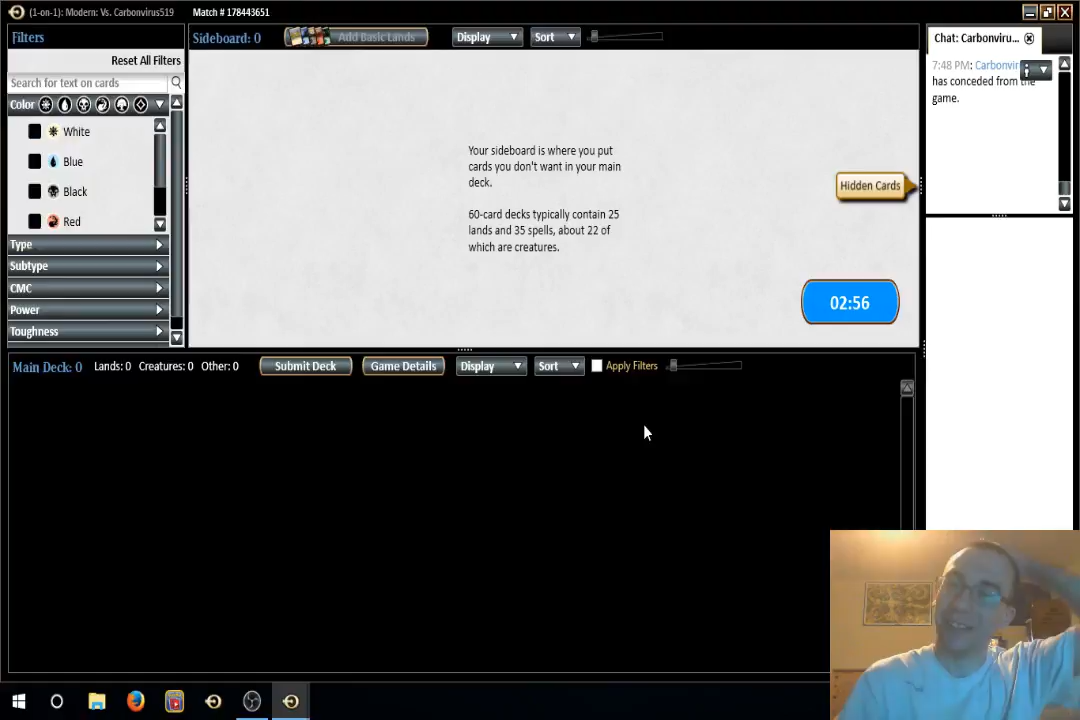 (1-on-1): Modern: Vs. Carbonvirus519
Match # 178443651
Filters
Reset All Filters
Search for text on cards
Color
White
Blue
Black
Red
Type
Subtype
CMC
Power
Toughness
Sideboard: 0
Add Basic Lands
Display
Sort
Your sideboard is where you put
cards you don't want in your main
deck.
60-card decks typically contain 25
lands and 35 spells, about 22 of
which are creatures.
Hidden Cards
02:56
Chat: Carbonviru...
7:48 PM: Carbonvir
has conceded from the
game.
Main Deck: 0
Lands: 0
Creatures: 0
Other: 0
Submit Deck
Game Details
Display
Sort
Apply Filters